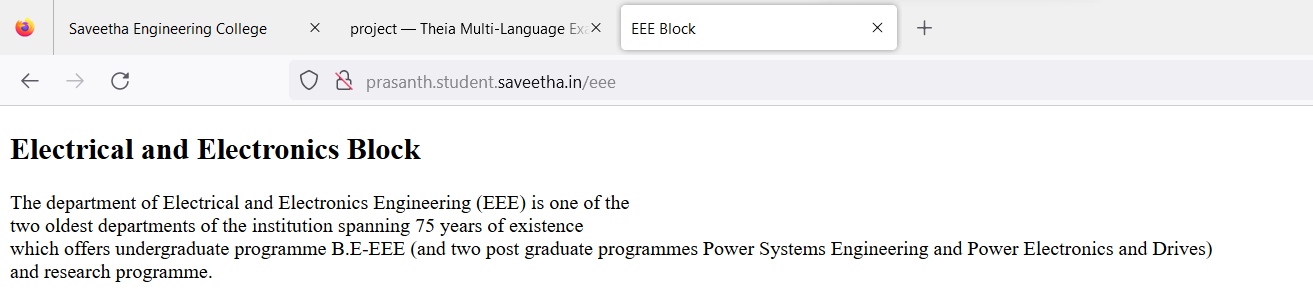 Saveetha Engineering College
project — Theia Multi-Language Exa
EEE Block
prasanth.student.saveetha.in/eee
Electrical and Electronics Block
The department of Electrical and Electronics Engineering (EEE) is one of the
two oldest departments of the institution spanning 75 years of existence
which offers undergraduate programme B.E-EEE (and two post graduate programmes Power Systems Engineering and Power Electronics and Drives)
and research programme.